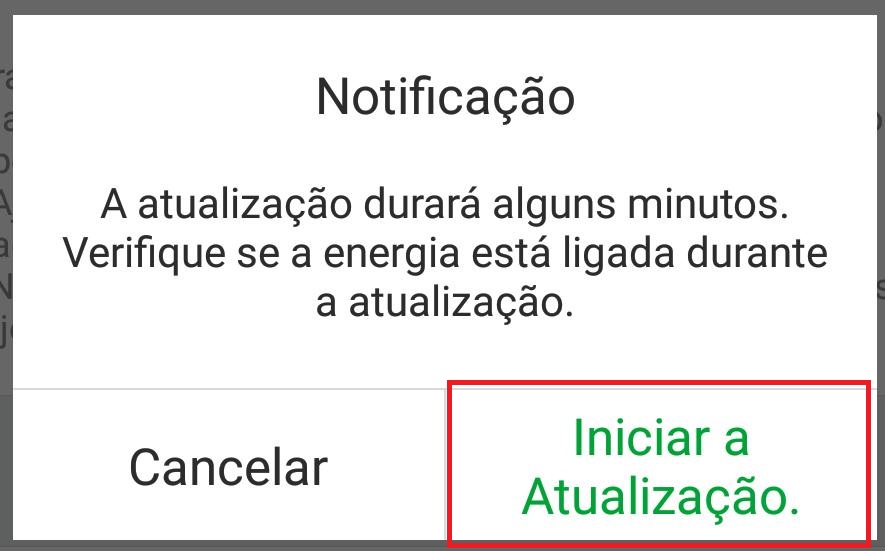 Notificação
A atualização durará alguns minutos.
Verifique se a energia está ligada durante
a atualização.
Cancelar
Iniciar a
Atualização.